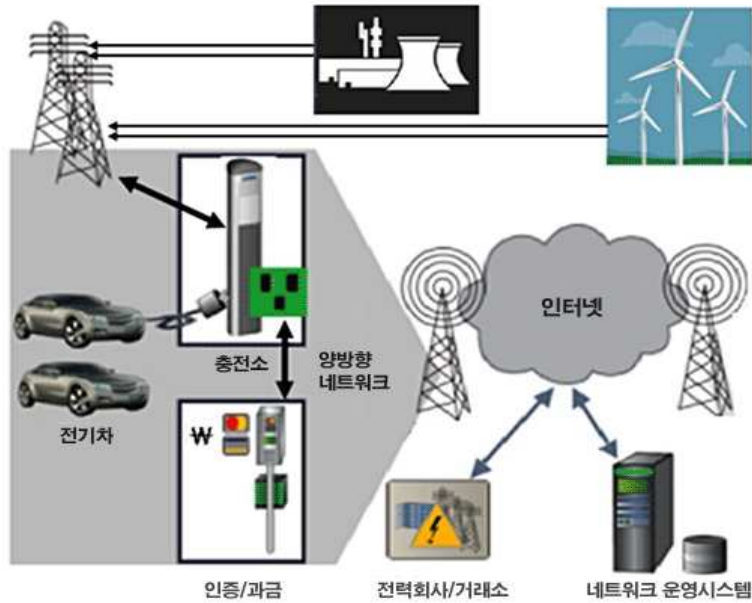 인터넷
충전소
양방향
네트워크
전기차
₩
인증/과금
전력회사/거래소
네트워크 운영시스템